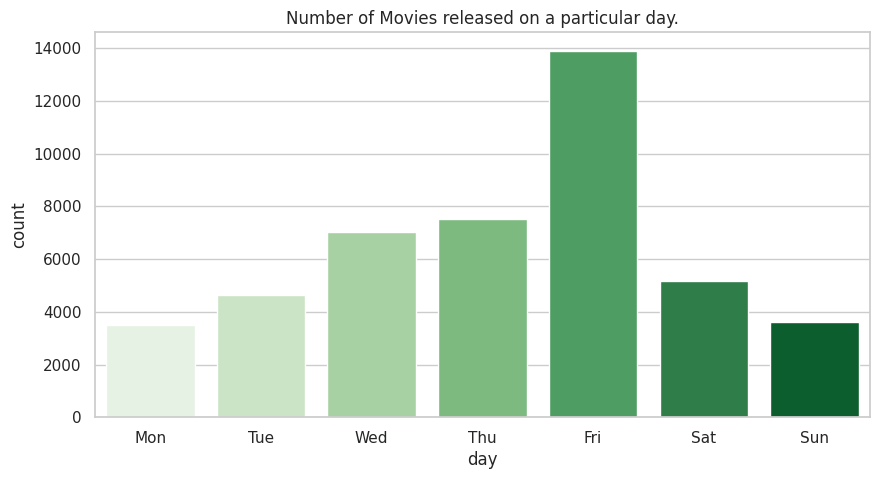 Number of Movies released on a particular day.
14000
12000
10000
8000
6000
4000
2000
0
count
Mon Tue Wed Thu Fri Sat Sun
day